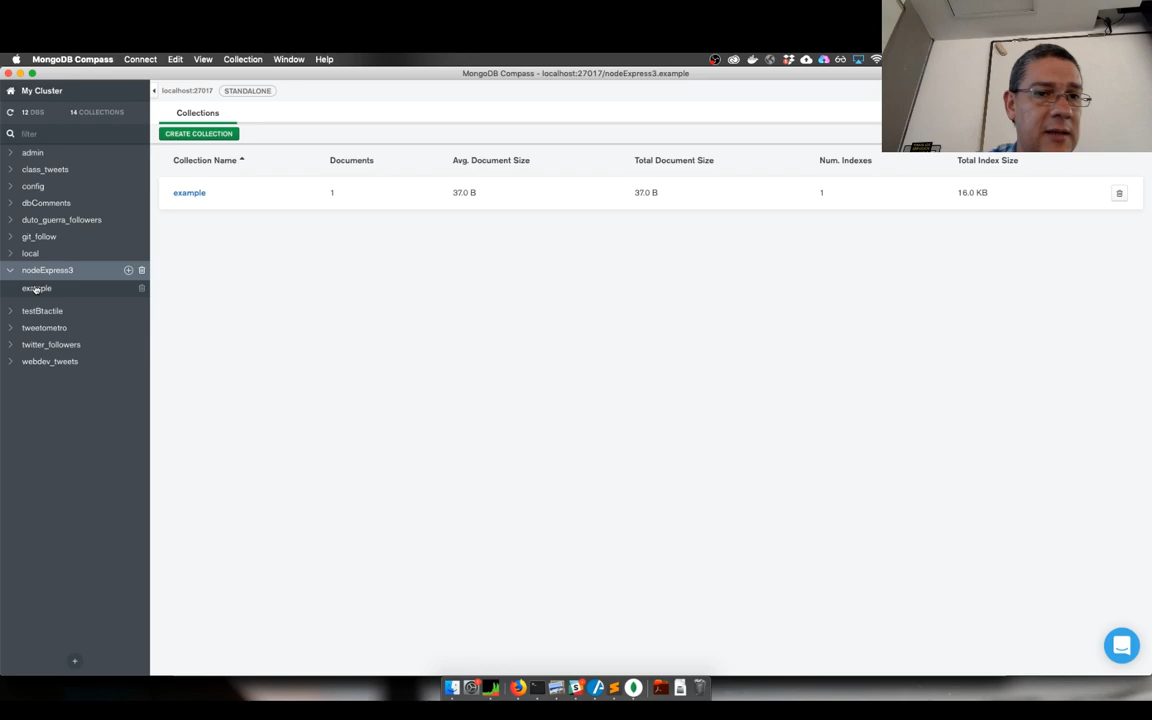 MongoDB Compass Connect Edit View Collection Window Help
MongoDB Compass - localhost:27017/nodeExpress3.example
My Cluster
localhost:27017 STANDALONE
12 DBS 14 COLLECTIONS
Collections
filter
CREATE COLLECTION
admin
class_tweets
config
dbComments
duto_guerra_followers
git_follow
local
nodeExpress3
example
testBtactile
tweetometro
twitter_followers
webdev_tweets
Collection Name Documents Avg. Document Size Total Document Size Num. Indexes Total Index Size
example 1 37.0 B 37.0 B 1 16.0 KB